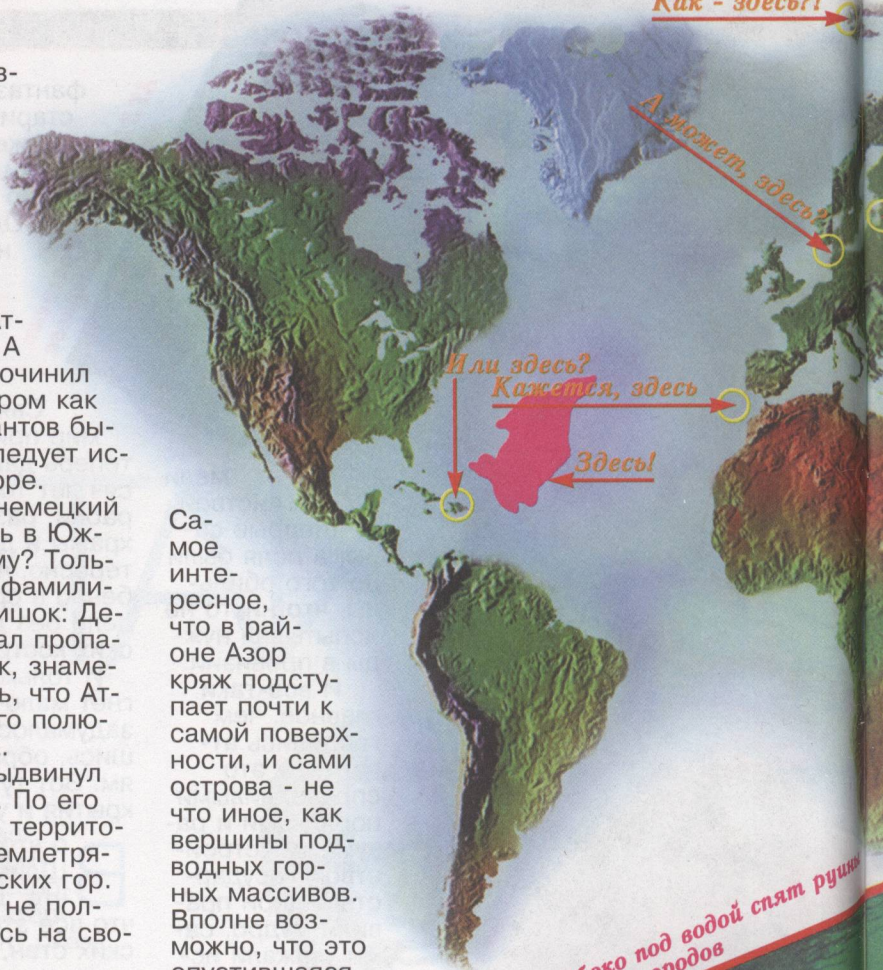 Как - здесь?!
А может, здесь?
Или здесь?
Кажется, здесь
Здесь!
з-
т-
А
очинил
ром как
антов бы-
ледует ис-
оре.
немецкий
ь в Юж-
му? Толь-
фамили-
ишок: Де-
ал пропа-
к, знаме-
ь, что Ат-
го полю-
ыдвинул
По его
террито-
емлетря-
ских гор.
не пол-
сь на сво-
Са-
мое
инте-
ресное,
что в рай-
оне Азор
кряж подсту-
пает почти к
самой поверх-
ности, и сами
острова - не
что иное, как
вершины под-
водных гор-
ных массивов.
Вполне воз-
можно, что это
опустившаяся
боко под водой спят руины
ородов